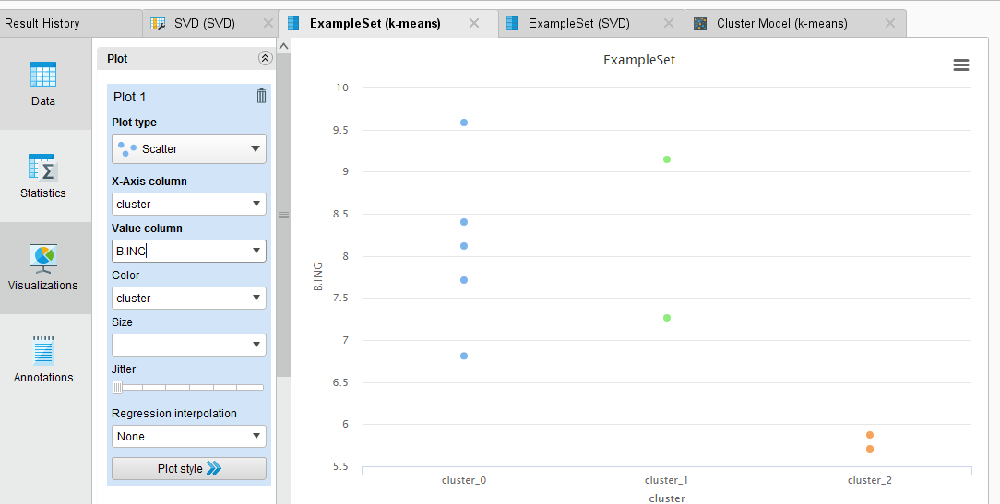 Result History
SVD (SVD)
ExampleSet (k-means)
ExampleSet (SVD)
Cluster Model (k-means)
Data
Statistics
Visualizations
Annotations
Plot
Plot 1
Plot type
Scatter
X-Axis column
cluster
Value column
B.ING
Color
cluster
Size
-
Jitter
Regression interpolation
None
Plot style
ExampleSet
B.ING
10
9.5
9
8.5
8
7.5
7
6.5
6
5.5
cluster_0
cluster_1
cluster_2
cluster